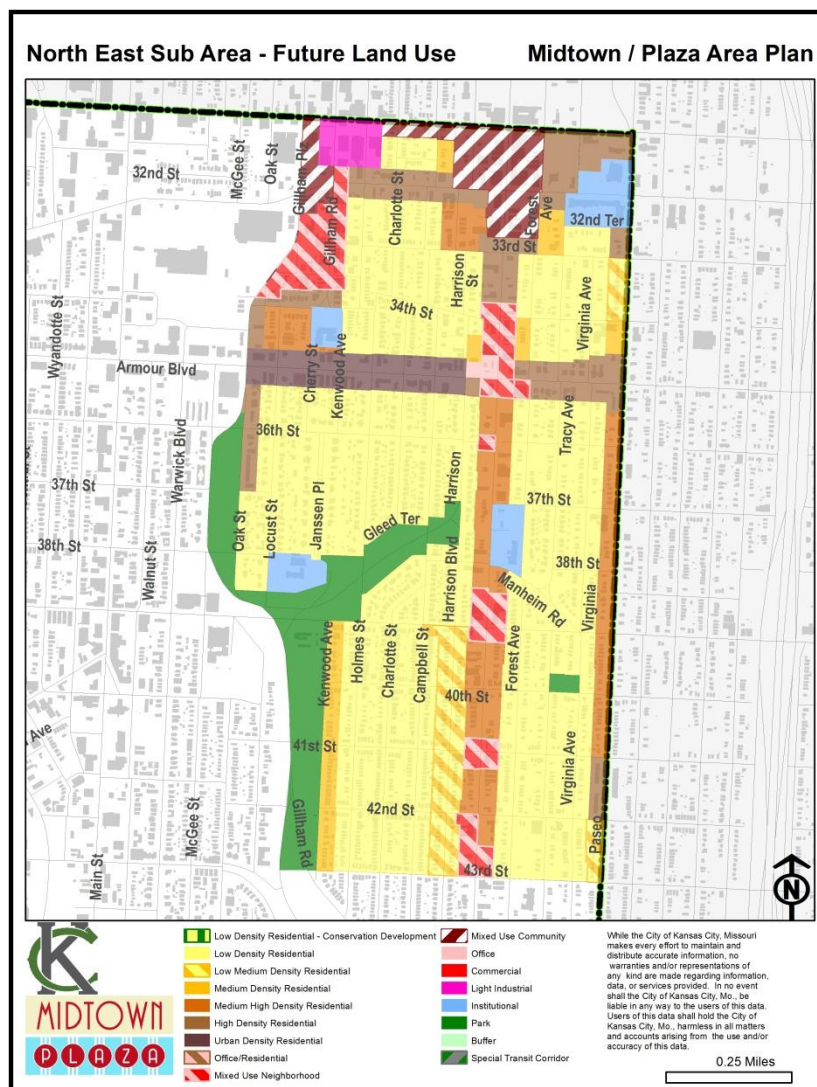 North East Sub Area - Future Land Use
Midtown / Plaza Area Plan
McGee St
Oak St
Gillham Pl
32nd St
Gillham Rd
Charlotte St
Forest
Ave
32nd Ter
33rd St
Harrison
St
34th St
Virginia Ave
Wyandotte St
Armour Blvd
Cherry St
Kenwood Ave
Tracy Ave
36th St
Warwick Blvd
37th St
Harrison
37th St
Oak St
Locust St
Janssen Pl
Gleed Ter
38th St
Walnut St
Harrison Blvd
38th St
Manheim Rd
Virginia
Kenwood Ave
Holmes St
Charlotte St
Campbell St
Forest Ave
40th St
Ave
41st St
Virginia Ave
McGee St
Gillham Rd
42nd St
Paseo
Main St
43rd St
N
KC
MIDTOWN
PLAZA
Low Density Residential - Conservation Development
Low Density Residential
Low Medium Density Residential
Medium Density Residential
Medium High Density Residential
High Density Residential
Urban Density Residential
Office/Residential
Mixed Use Neighborhood
Mixed Use Community
Office
Commercial
Light Industrial
Institutional
Park
Buffer
Special Transit Corridor
While the City of Kansas City, Missouri
makes every effort to maintain and
distribute accurate information, no
warranties and/or representations of
any kind are made regarding information,
data, or services provided. In no event
shall the City of Kansas City, Mo., be
liable in any way to the users of this data.
Users of this data shall hold the City of
Kansas City, Mo., harmless in all matters
and accounts arising from the use and/or
accuracy of this data.
0.25 Miles